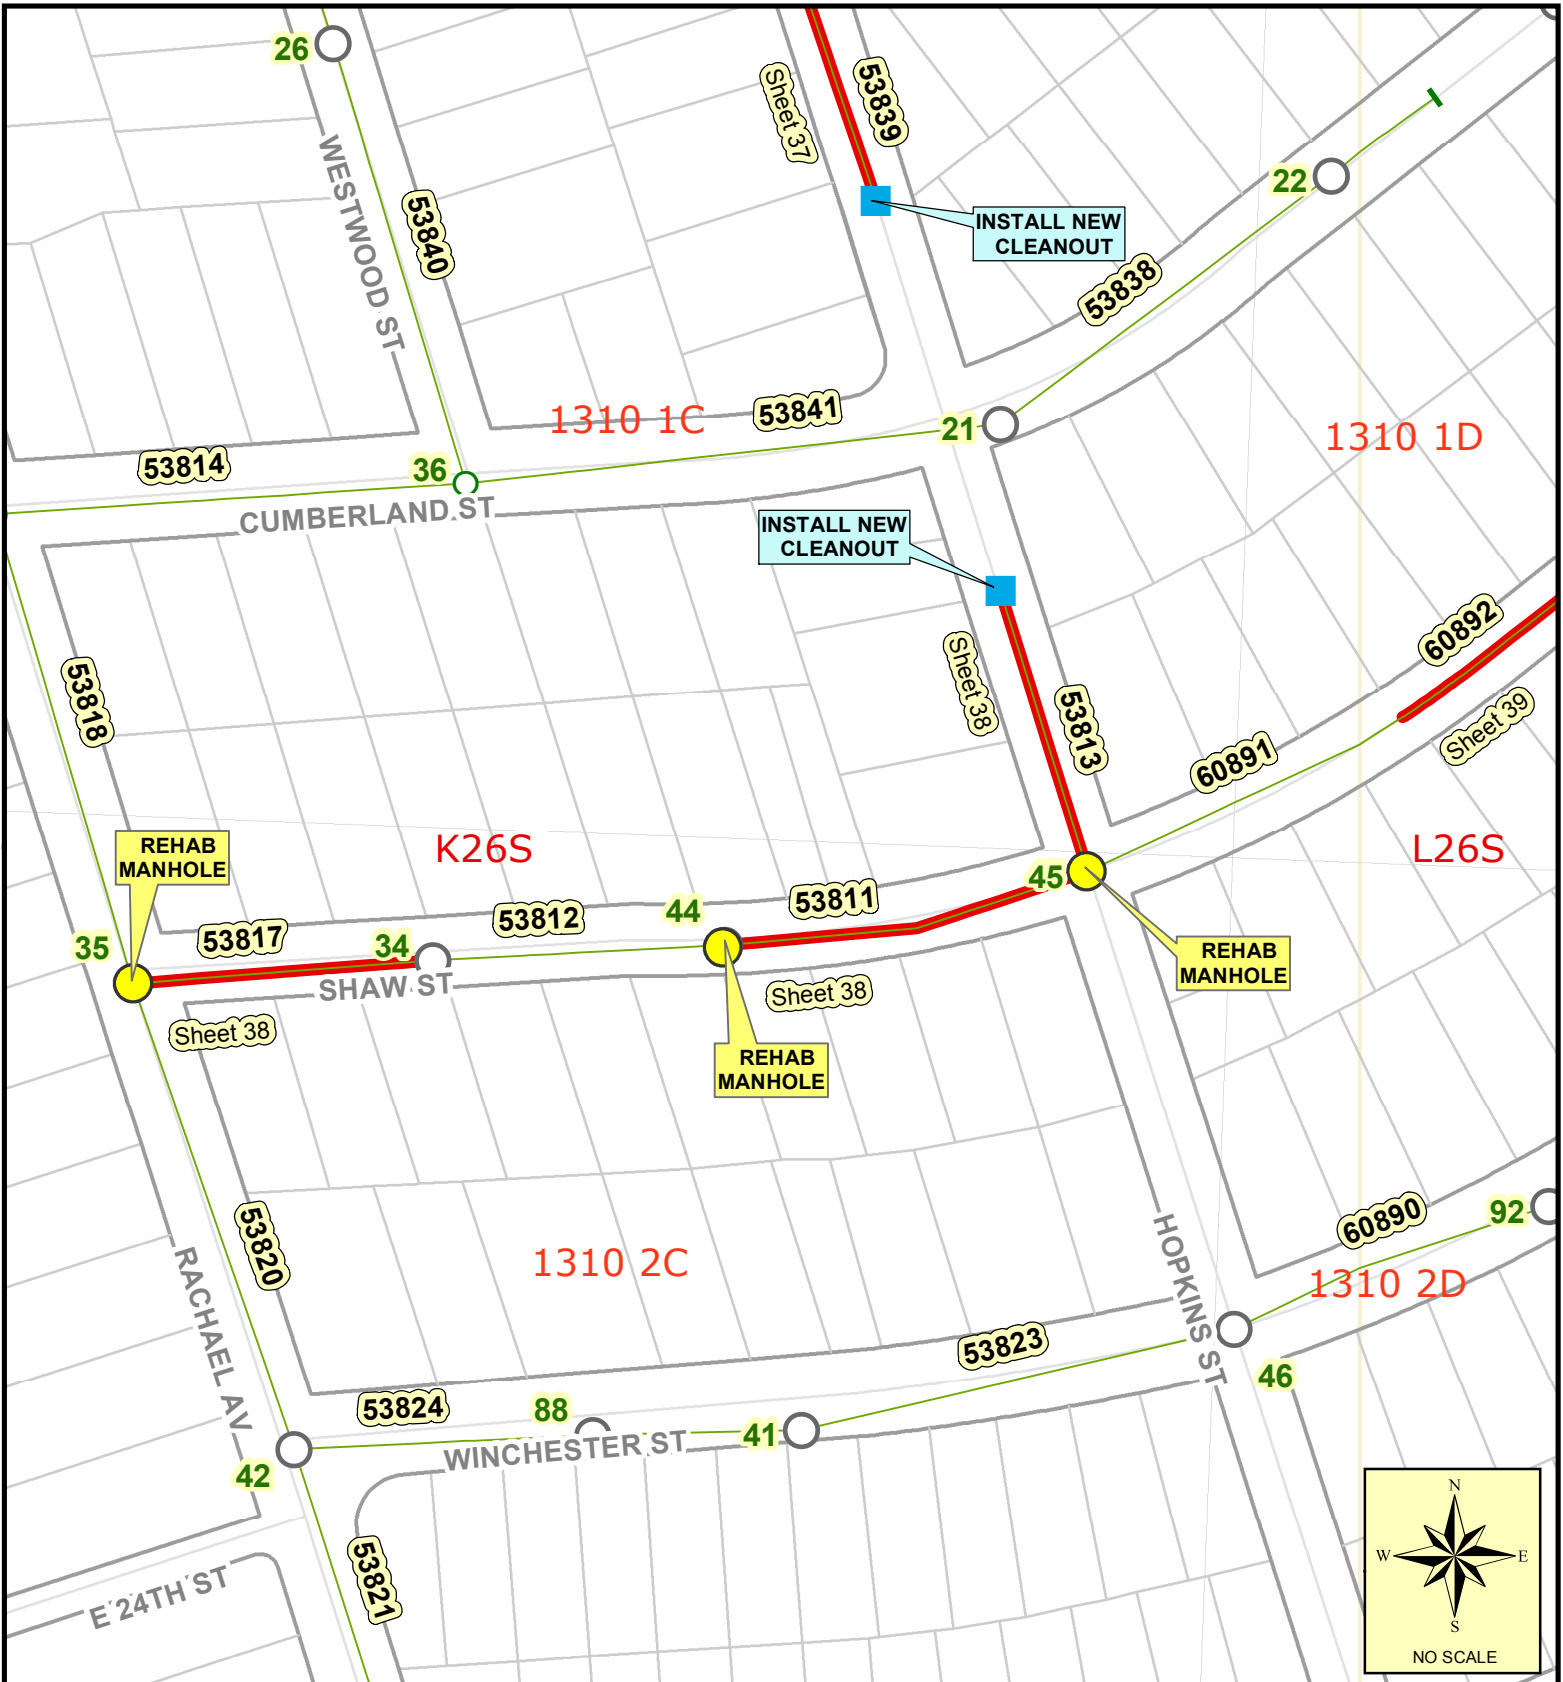 26
WESTWOOD ST
53840
Sheet 37
53839
INSTALL NEW
CLEANOUT
22
53838
1310 1C
53841
21
1310 1D
53814
36
CUMBERLAND ST
INSTALL NEW
CLEANOUT
53818
Sheet 38
53813
60892
60891
Sheet 39
REHAB
MANHOLE
K26S
L26S
35
53817
34
53812
44
53811
45
REHAB
MANHOLE
SHAW ST
Sheet 38
Sheet 38
REHAB
MANHOLE
53820
RACHAEL AV
1310 2C
HOPKINS ST
60890
92
1310 2D
53823
46
53824
88
41
WINCHESTER ST
42
53821
E 24TH ST
N
W
E
S
NO SCALE